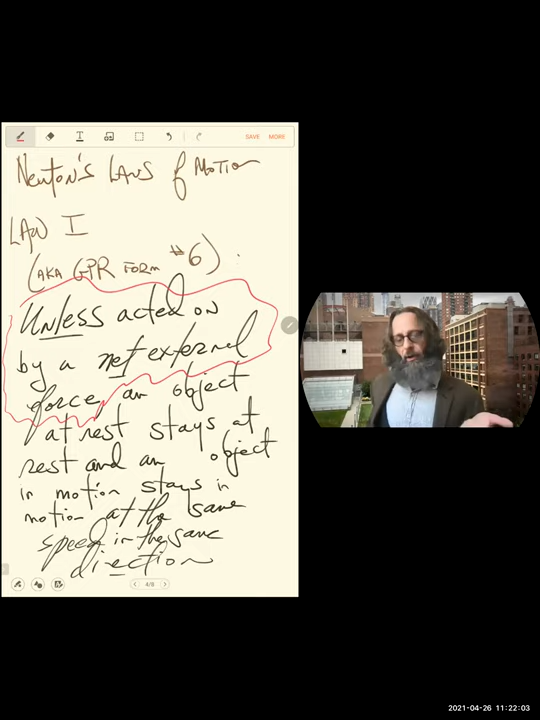 SAVE MORE
Newton's Laws of Motion
LAW I
(AKA GPR FORM #6).
Unless acted on
by a net external
force, an object
at rest stays at
rest and an object
in motion stays in
motion at the same
speed in the same
direction
4/8
2021-04-26 11:22:03